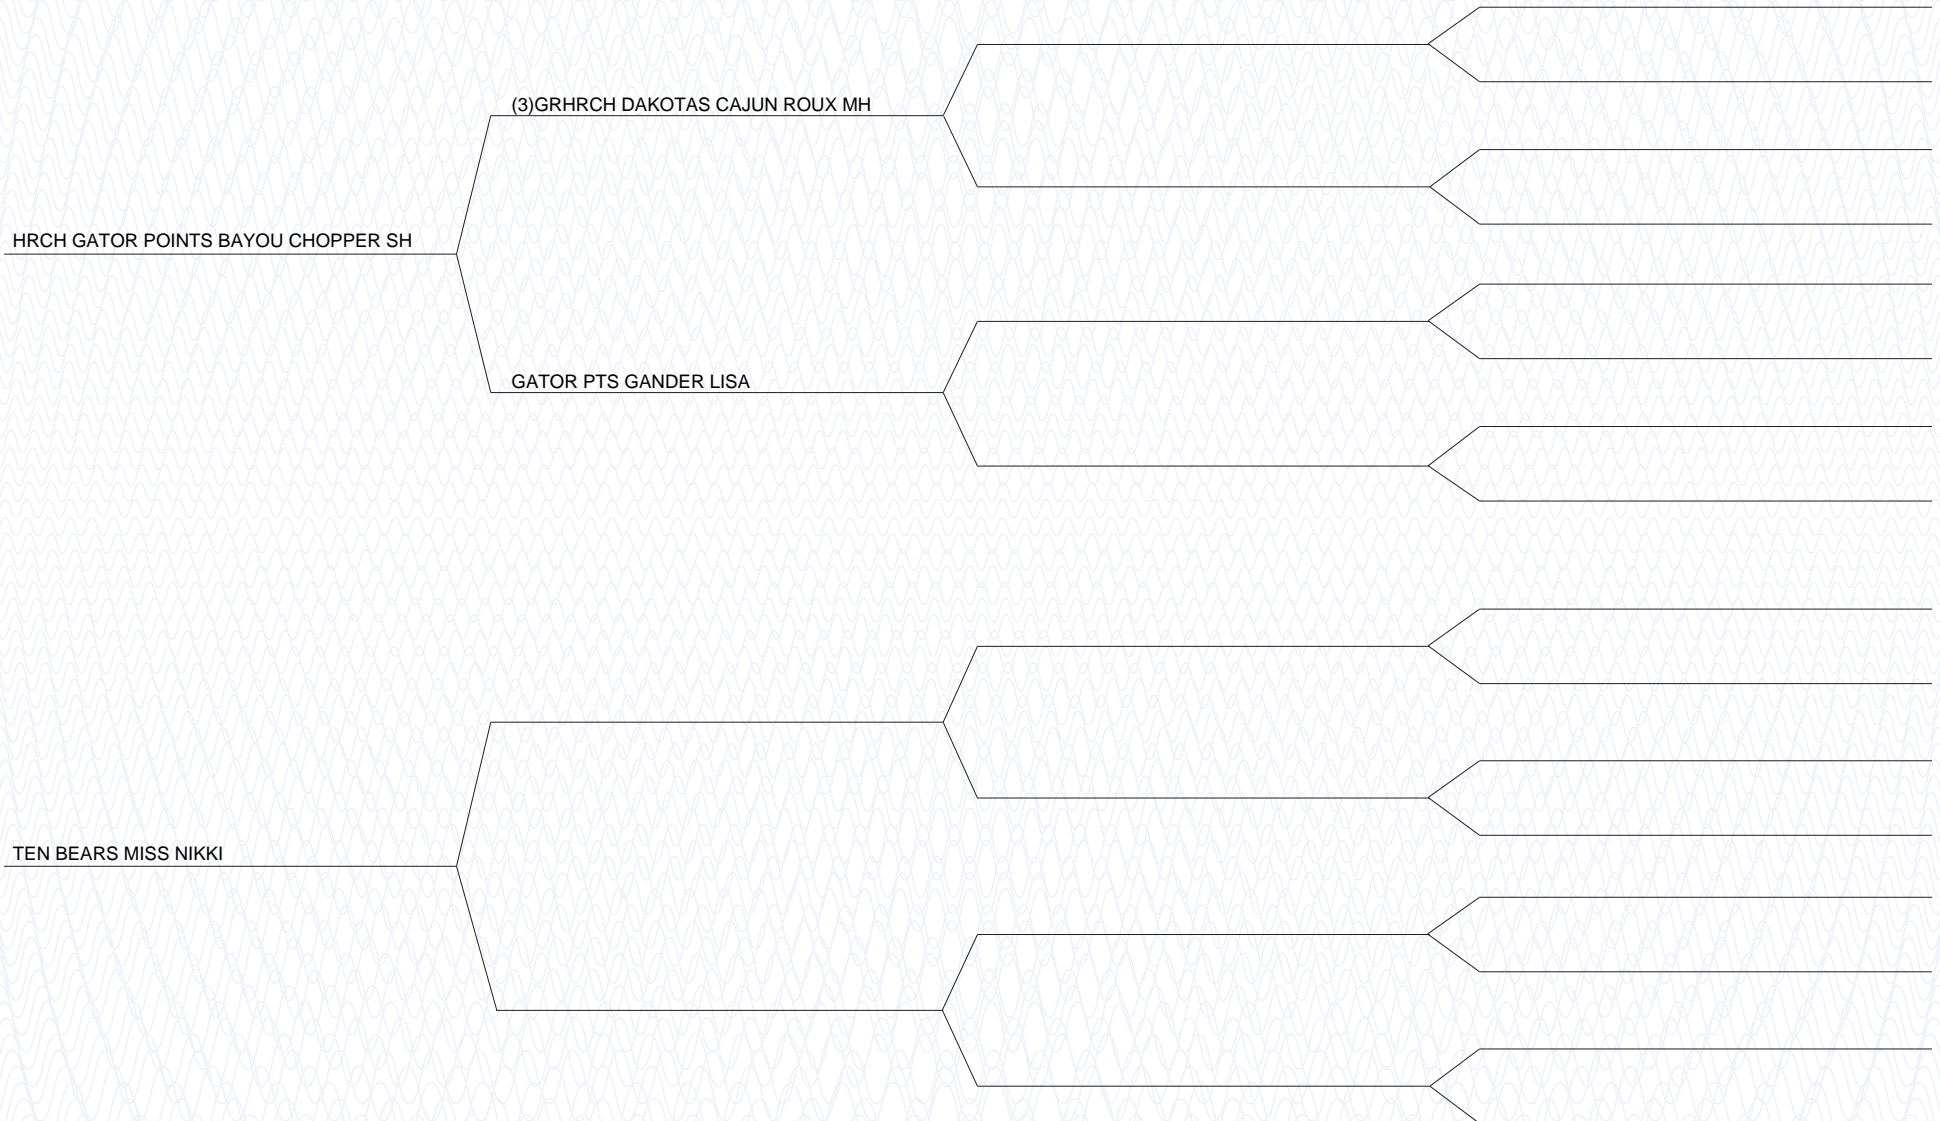 (3)GRHRCH DAKOTAS CAJUN ROUX MH
HRCH GATOR POINTS BAYOU CHOPPER SH
GATOR PTS GANDER LISA
TEN BEARS MISS NIKKI